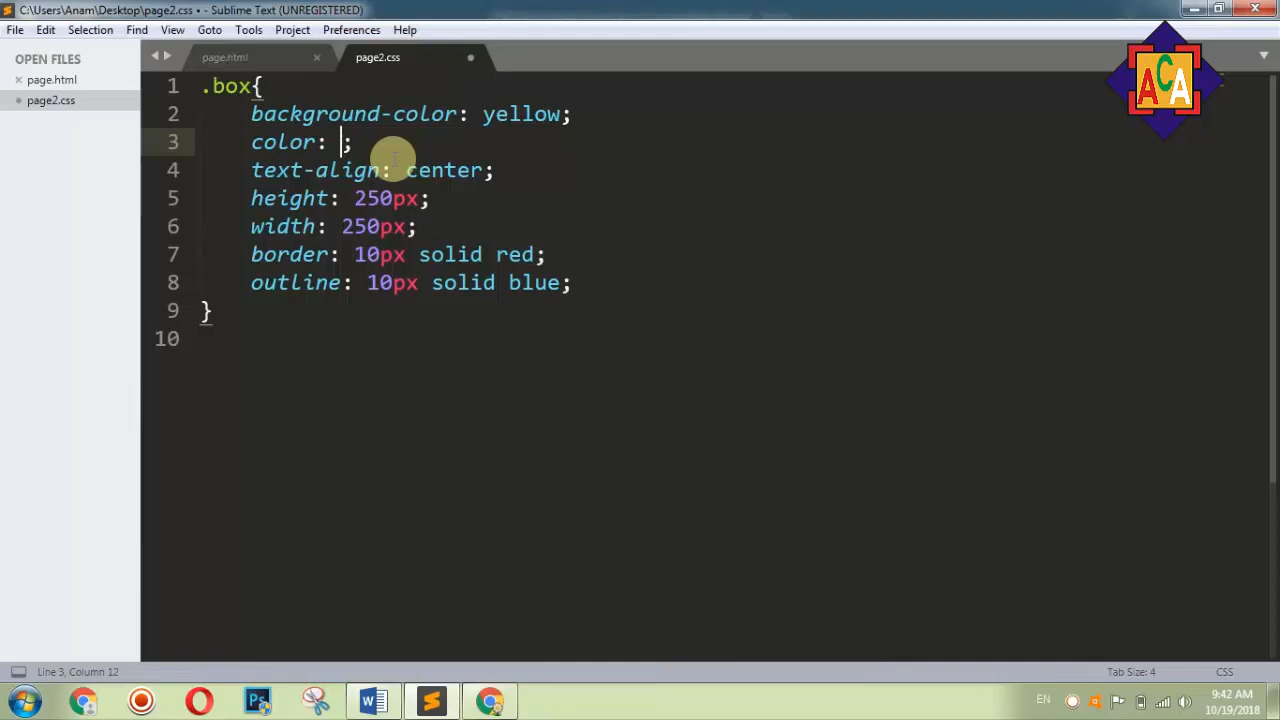 C:\Users\Anam\Desktop\page2.css • - Sublime Text (UNREGISTERED)
File Edit Selection Find View Goto Tools Project Preferences Help
OPEN FILES
page.html
page2.css
page.html
page2.css
ACA
1 .box{
2 background-color: yellow;
3 color: ;
4 text-align: center;
5 height: 250px;
6 width: 250px;
7 border: 10px solid red;
8 outline: 10px solid blue;
9 }
10
Line 3, Column 12
Tab Size: 4
CSS
Ps
W
EN
9:42 AM
10/19/2018